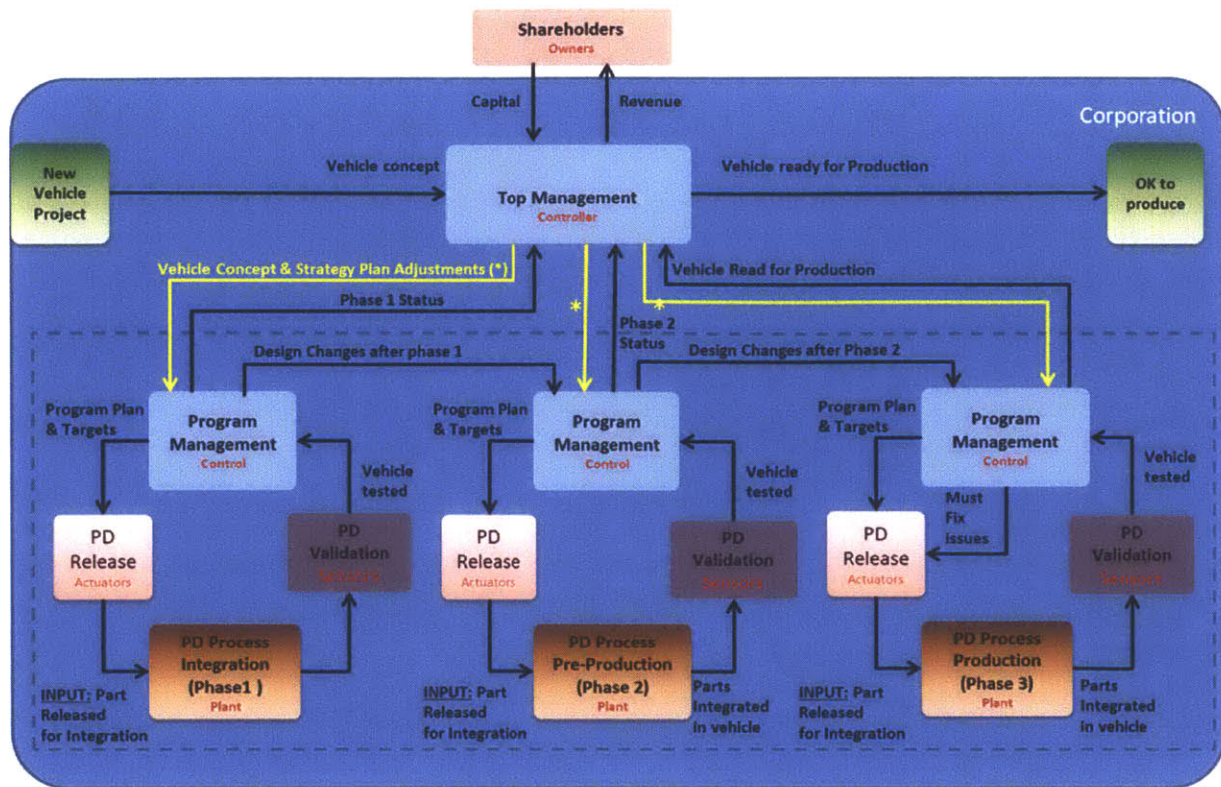 Shareholders
Owners
Capital
Revenue
Corporation
New
Vehicle
Project
Vehicle concept
Top Management
Controller
Vehicle ready for Production
OK to
produce
Vehicle Concept & Strategy Plan Adjustments (*)
Phase 1 Status
*
*
Vehicle Read for Production
Phase 2
Status
Design Changes after phase 1
Design Changes after Phase 2
Program Plan
& Targets
Program
Management
Control
Vehicle
tested
Program Plan
& Targets
Program
Management
Control
Vehicle
tested
Program Plan
& Targets
Program
Management
Control
Must
Fix
issues
Vehicle
tested
PD
Release
Actuators
PD
Validation
Sensors
PD
Release
Actuators
PD
Validation
Sensors
PD
Release
Actuators
PD
Validation
Sensors
INPUT: Part
Released
for Integration
PD Process
Integration
(Phase1 )
Plant
INPUT: Part
Released
for Integration
PD Process
Pre-Production
(Phase 2)
Plant
Parts
Integrated
in vehicle
INPUT: Part
Released
for Integration
PD Process
Production
(Phase 3)
Plant
Parts
Integrated
in vehicle